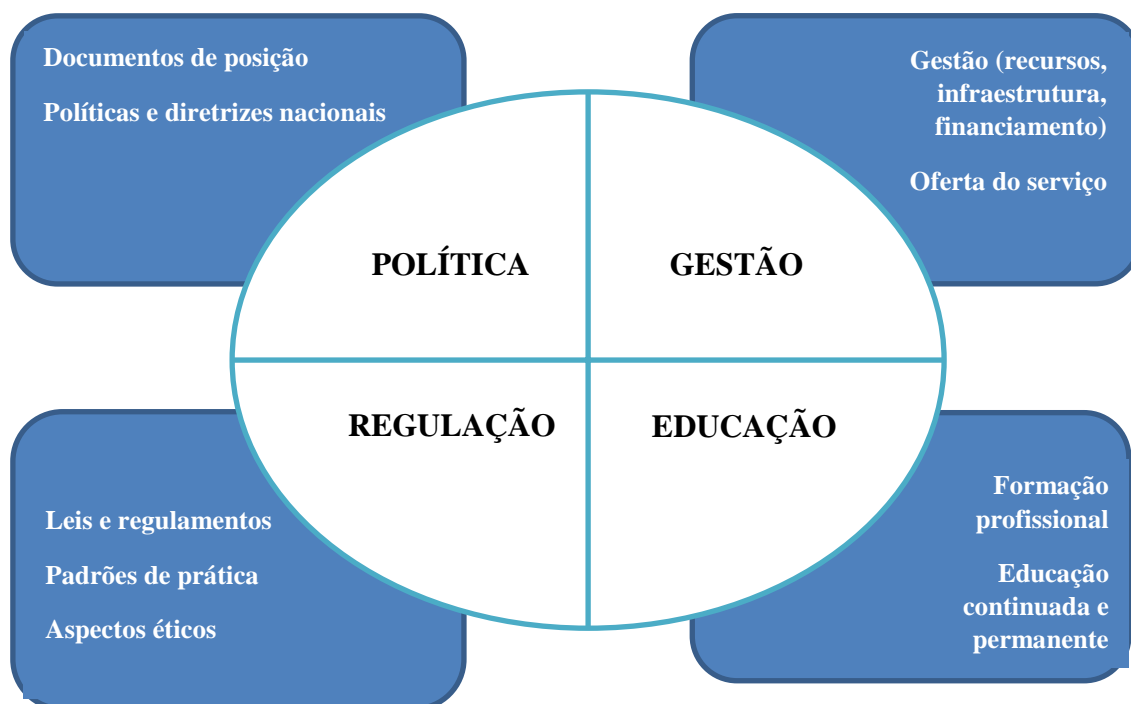 Documentos de posição
Políticas e diretrizes nacionais
Gestão (recursos,
infraestrutura,
financiamento)
Oferta do serviço
POLÍTICA
GESTÃO
REGULAÇÃO
EDUCAÇÃO
Leis e regulamentos
Padrões de prática
Aspectos éticos
Formação
profissional
Educação
continuada e
permanente